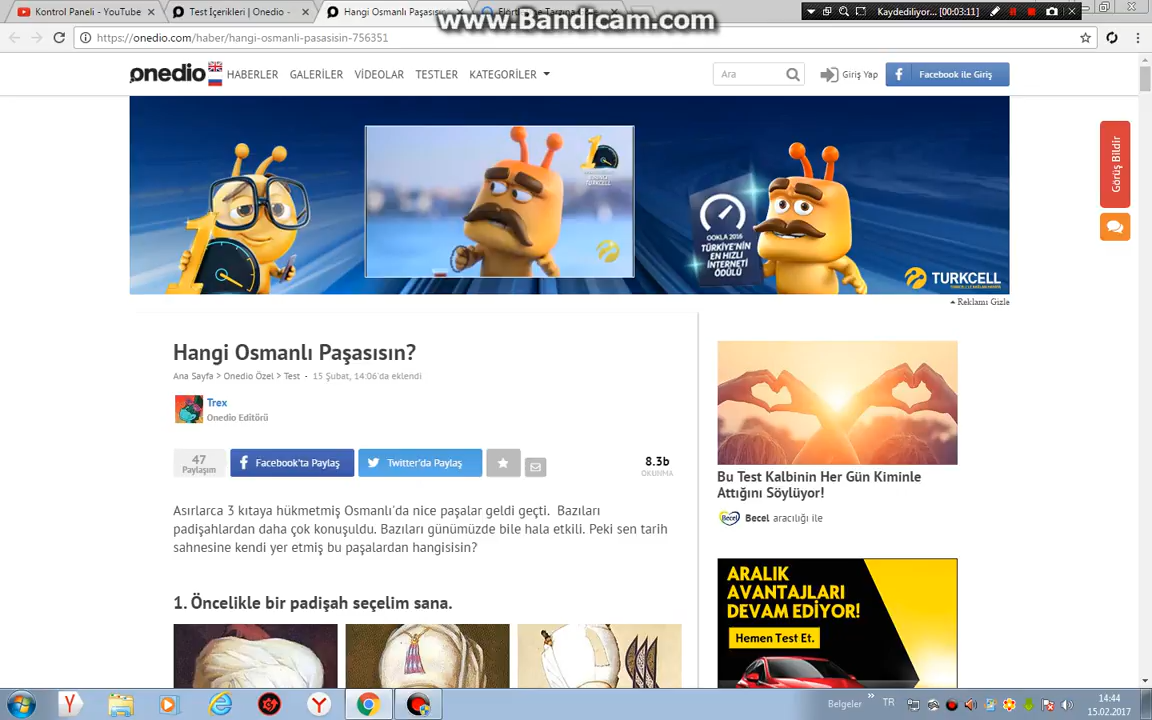 www.Bandicam.com
Kontrol Paneli - YouTube
Test İçerikleri | Onedio -
Hangi Osmanlı Paşasısın
Kaydediliyor... [00:03:11]
https://onedio.com/haber/hangi-osmanli-pasasisin-756351
onedio
HABERLER
GALERİLER
VİDEOLAR
TESTLER
KATEGORİLER
Ara
Giriş Yap
Facebook ile Giriş
Görüş Bildir
OOKLA 2016
TÜRKİYE'NİN
EN HIZLI
İNTERNETİ
ÖDÜLÜ
TURKCELL
Reklamı Gizle
Hangi Osmanlı Paşasısın?
Ana Sayfa > Onedio Özel > Test - 15 Şubat, 14:06'da eklendi
Trex
Onedio Editörü
47
Paylaşım
Facebook'ta Paylaş
Twitter'da Paylaş
8.3b
OKUNMA
Asırlarca 3 kıtaya hükmetmiş Osmanlı'da nice paşalar geldi geçti. Bazıları
padişahlardan daha çok konuşuldu. Bazıları günümüzde bile hala etkili. Peki sen tarih
sahnesine kendi yer etmiş bu paşalardan hangisisin?
1. Öncelikle bir padişah seçelim sana.
Bu Test Kalbinin Her Gün Kiminle
Attığını Söylüyor!
Becel
Becel aracılığı ile
ARALIK
AVANTAJLARI
DEVAM EDİYOR!
Hemen Test Et.
Belgeler
TR
14:44
15.02.2017